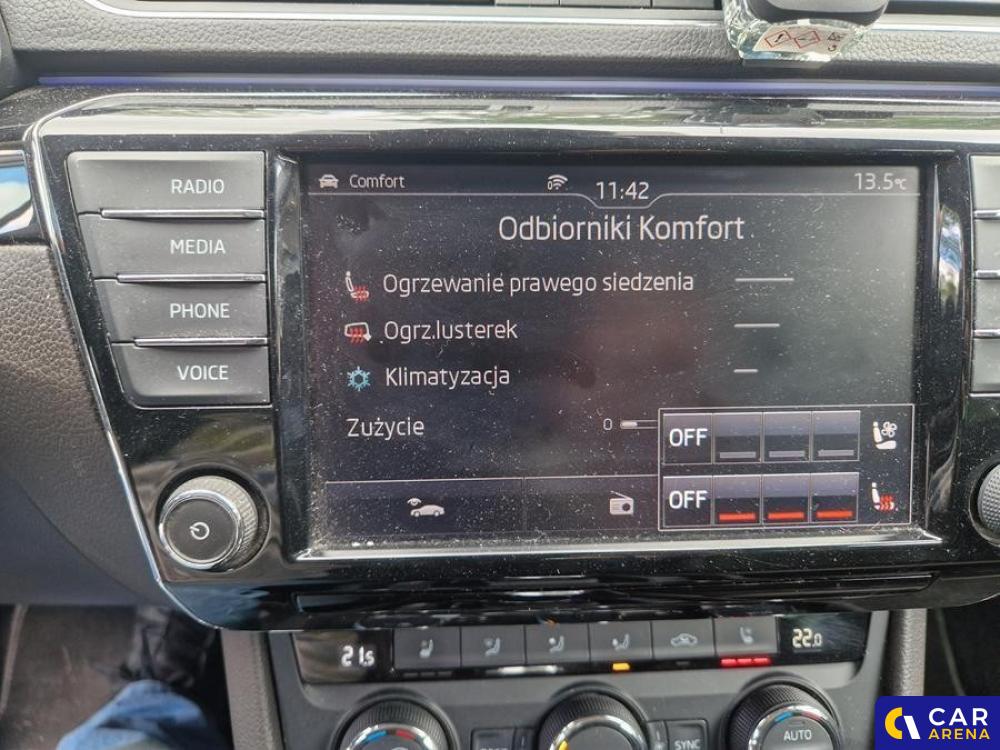 Comfort
11:42
13.5°C
Odbiorniki Komfort
RADIO
MEDIA
PHONE
VOICE
Ogrzewanie prawego siedzenia
Ogrz.lusterek
Klimatyzacja
Zużycie
0
OFF
OFF
21.5
22.0
SYNC
AUTO
CAR
ARENA